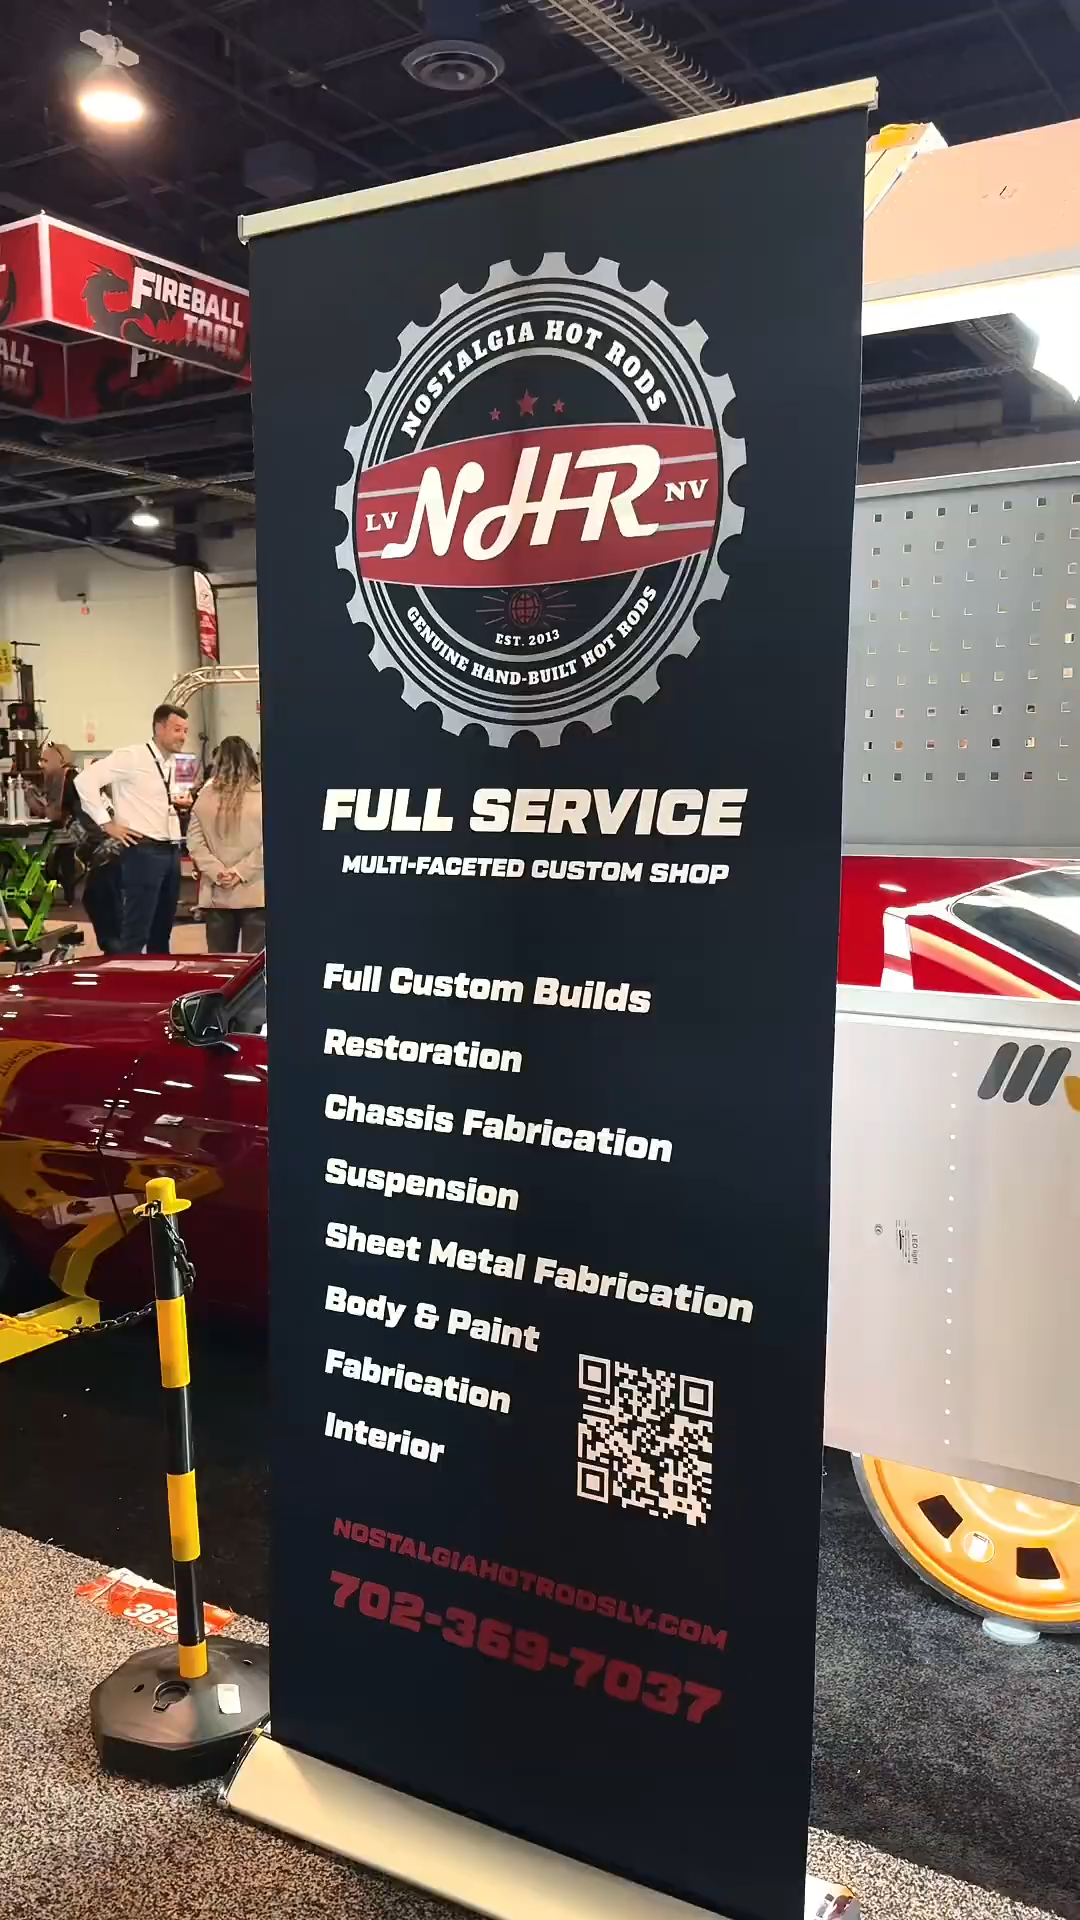 FIREBALL
TOOL
NOSTALGIA HOT RODS
LV NHR NV
EST. 2013
GENUINE HAND-BUILT HOT RODS
FULL SERVICE
MULTI-FACETED CUSTOM SHOP
Full Custom Builds
Restoration
Chassis Fabrication
Suspension
Sheet Metal Fabrication
Body & Paint
Fabrication
Interior
NOSTALGIAHOTRODSLV.COM
702-369-7037
LED light